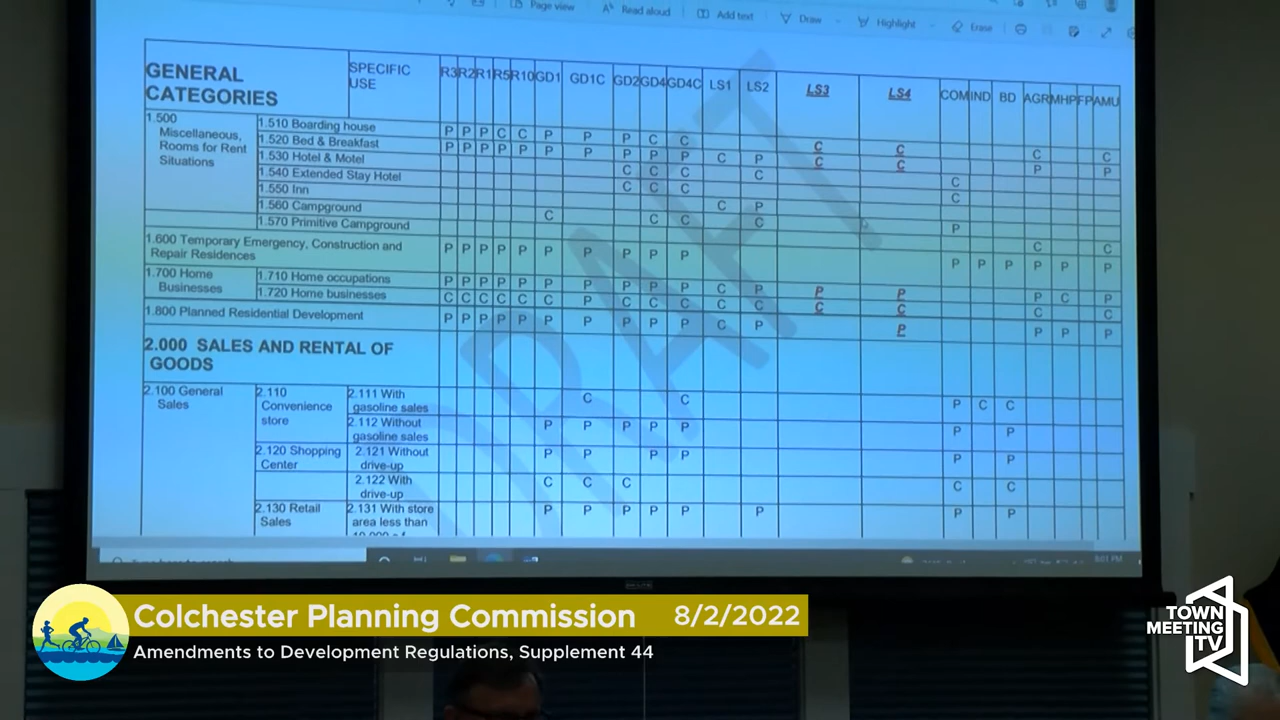 Page view Read aloud Add text Draw Highlight Erase
GENERAL CATEGORIES SPECIFIC USE R3 R2 R1 R5 R10 GD1 GD1C GD2 GD4 GD4C LS1 LS2 LS3 LS4 COM IND BD AGR MHP FP AMU
1.500 Miscellaneous, Rooms for Rent Situations
1.510 Boarding house P P P C C P P P C C
1.520 Bed & Breakfast P P P P P P P P P P C P C C C C
1.530 Hotel & Motel C C C C C C P P
1.540 Extended Stay Hotel C C C C
1.550 Inn C P C
1.560 Campground C C C C
1.570 Primitive Campground P C C
1.600 Temporary Emergency, Construction and Repair Residences P P P P P P P P P P P P P P P P
1.700 Home Businesses
1.710 Home occupations P P P P P P P P P P C P P P P C P
1.720 Home businesses C C C C C C P C C C C C C C C C
1.800 Planned Residential Development P P P P P P P P P P C P P P P P
2.000 SALES AND RENTAL OF GOODS
2.100 General Sales
2.110 Convenience store
2.111 With gasoline sales C C P C C
2.112 Without gasoline sales P P P P P P
2.120 Shopping Center
2.121 Without drive-up P P P P P P
2.122 With drive-up C C C C C
2.130 Retail Sales
2.131 With store area less than P P P P P P P P
DRAFT
8:01 PM
Colchester Planning Commission 8/2/2022
Amendments to Development Regulations, Supplement 44
TOWN
MEETING
TV